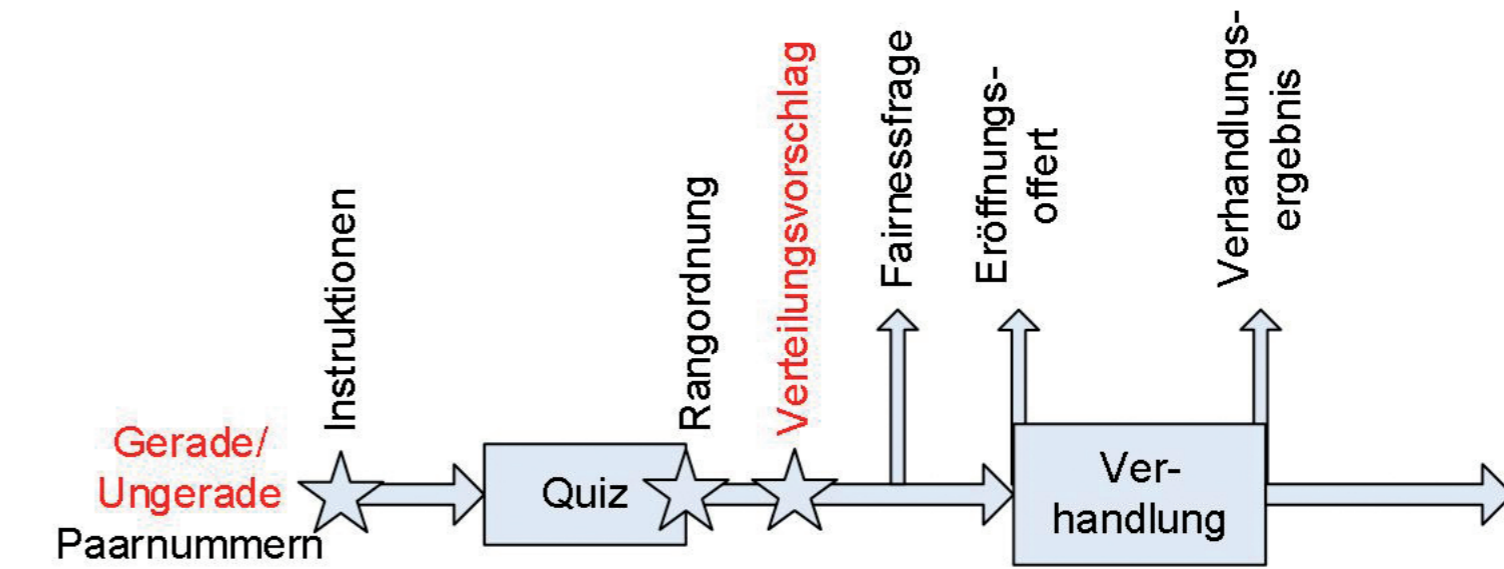 Gerade/
Ungerade
Paarnummern
Instruktionen
Quiz
Rangordnung
Verteilungsvorschlag
Fairnessfrage
Eröffnungs-
offert
Ver-
handlung
Verhandlungs-
ergebnis